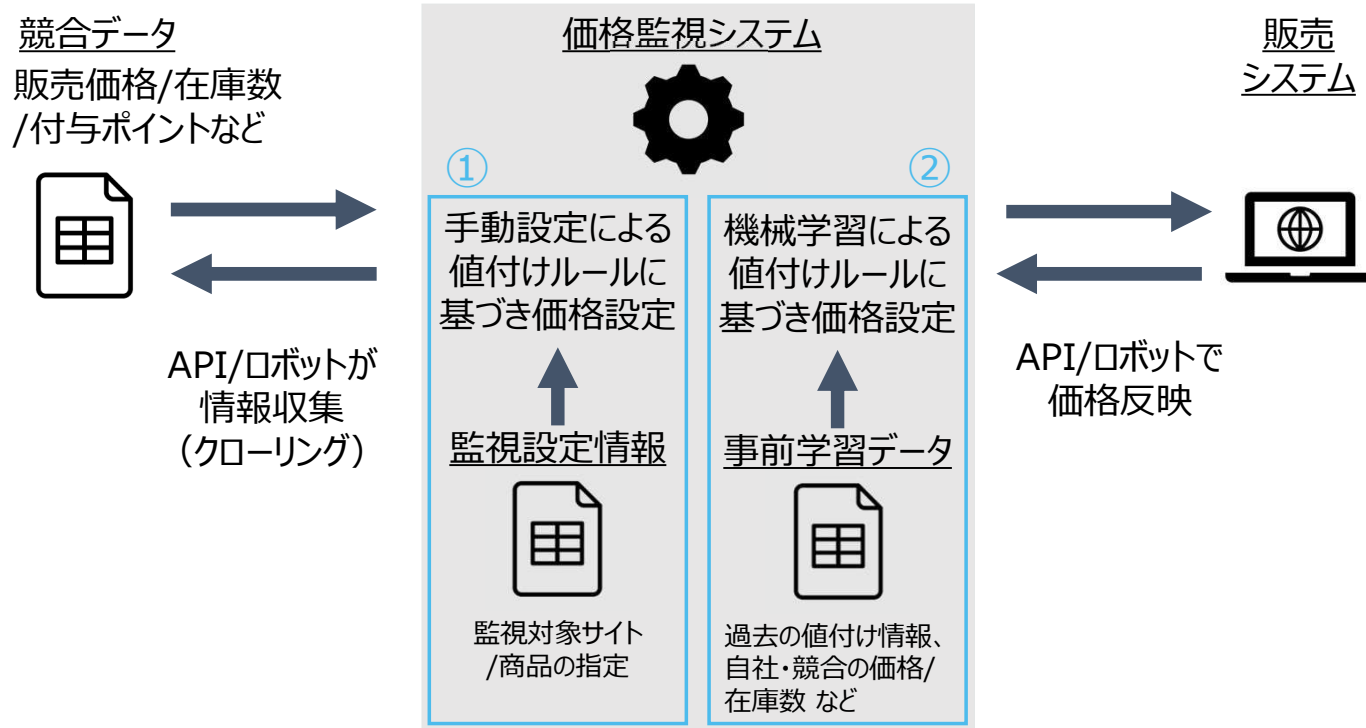 競合データ
販売価格/在庫数
/付与ポイントなど
API/ロボットが
情報収集
（クローリング）
価格監視システム
①
手動設定による
値付けルールに
基づき価格設定
監視設定情報
監視対象サイト
/商品の指定
②
機械学習による
値付けルールに
基づき価格設定
事前学習データ
過去の値付け情報、
自社・競合の価格/
在庫数 など
販売
システム
API/ロボットで
価格反映